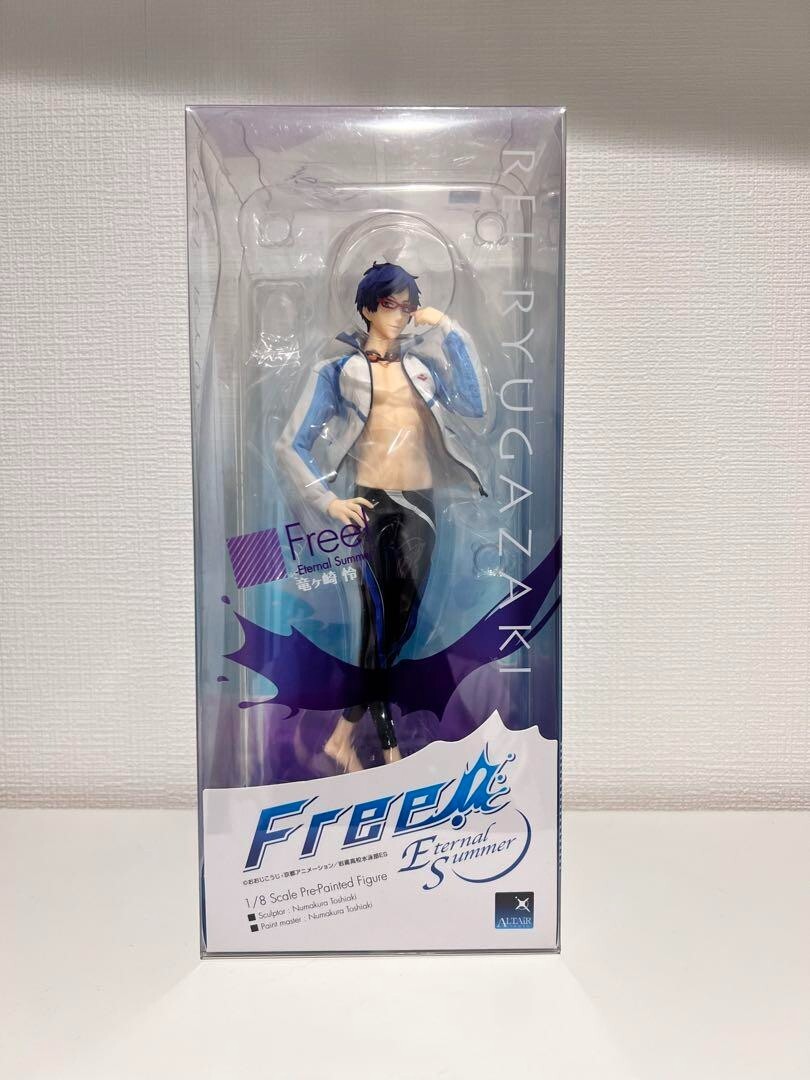 REI RYUGAZAKI
Free!
-Eternal Summer
竜ヶ崎 怜
Free!
Eternal
Summer
©おおじこうじ・京都アニメーション/岩鳶高校水泳部ES
1/8 Scale Pre-Painted Figure
■ Sculptor : Numakura Toshiaki
■ Paint master : Numakura Toshiaki
ALTAiR